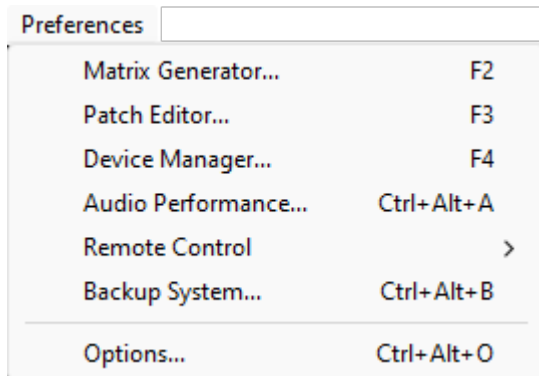 Preferences
Matrix Generator... F2
Patch Editor... F3
Device Manager... F4
Audio Performance... Ctrl+Alt+A
Remote Control >
Backup System... Ctrl+Alt+B
Options... Ctrl+Alt+O